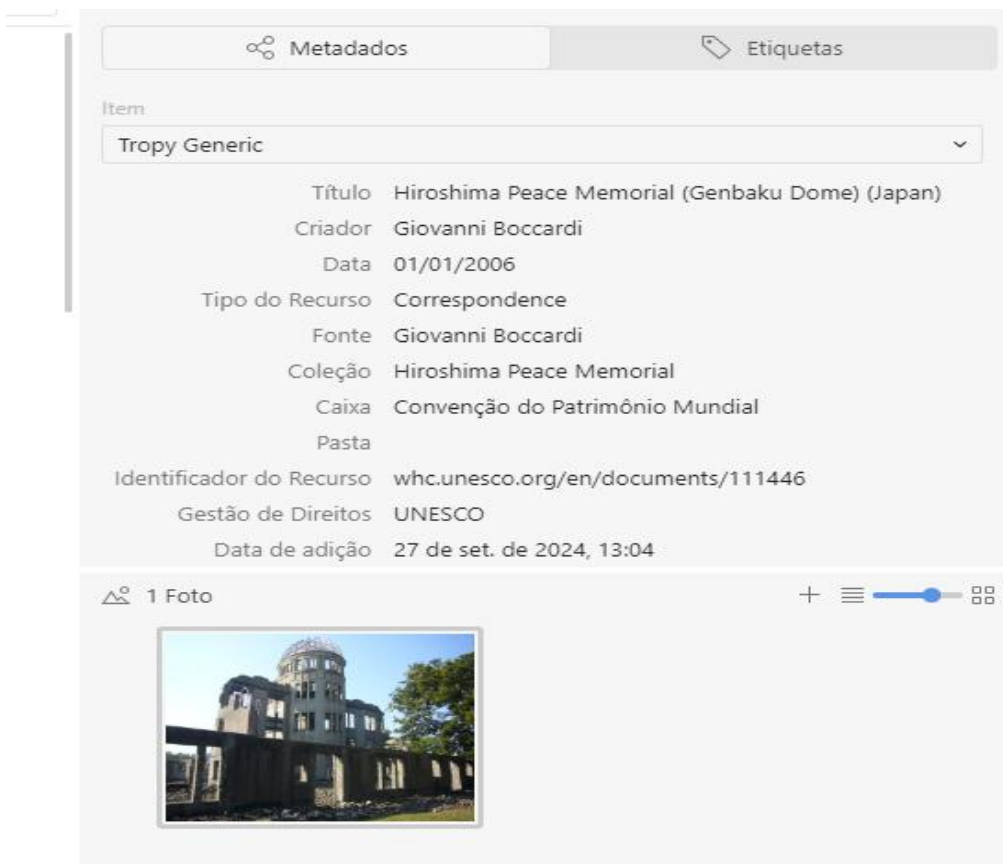 Metadados
Etiquetas
Item
Tropy Generic
Título Hiroshima Peace Memorial (Genbaku Dome) (Japan)
Criador Giovanni Boccardi
Data 01/01/2006
Tipo do Recurso Correspondence
Fonte Giovanni Boccardi
Coleção Hiroshima Peace Memorial
Caixa Convenção do Patrimônio Mundial
Pasta
Identificador do Recurso whc.unesco.org/en/documents/111446
Gestão de Direitos UNESCO
Data de adição 27 de set. de 2024, 13:04
1 Foto